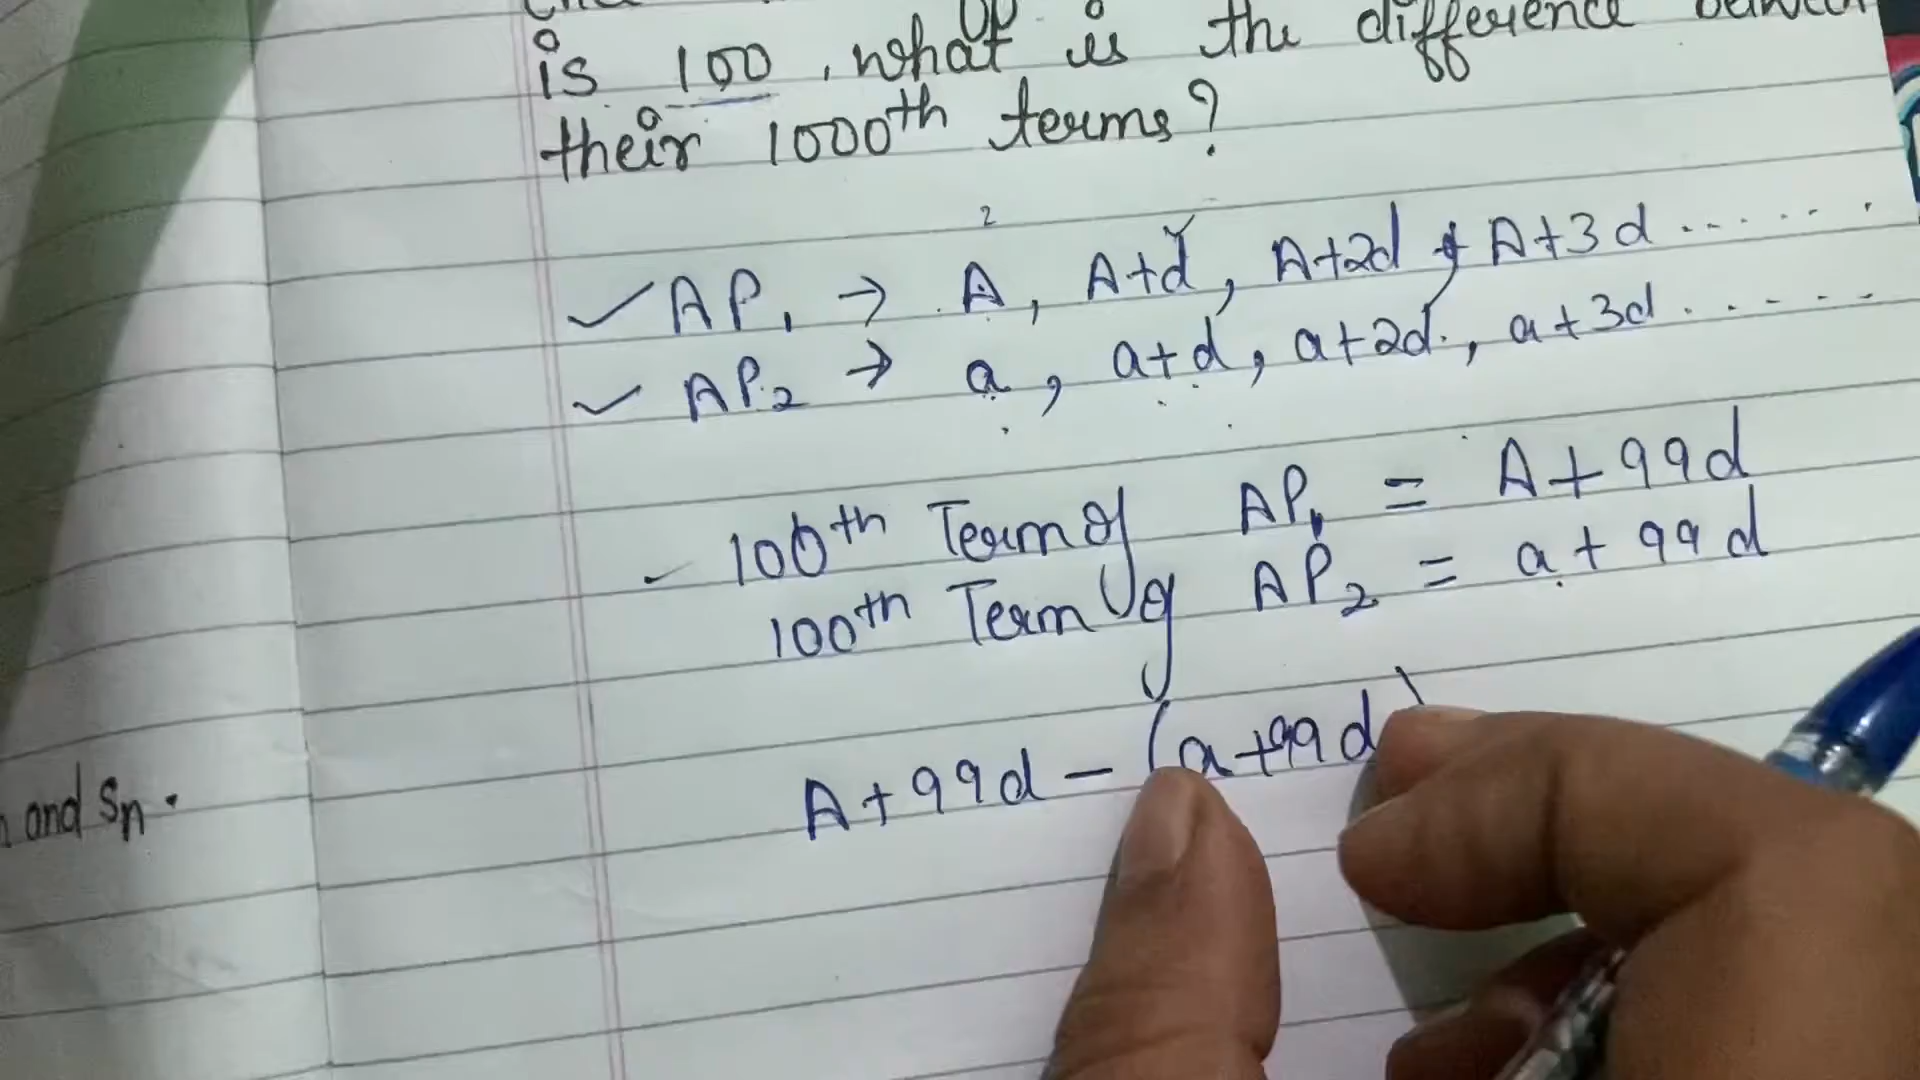 is 100, what is the difference
their 1000th terms?
✓ AP₁ → A, A+d, A+2d, A+3d ......
✓ AP₂ → a, a+d, a+2d, a+3d ......
100th Term of AP₁ = A+99d
100th Term of AP₂ = a+99d
A+99d-(a+99d)
and Sn.